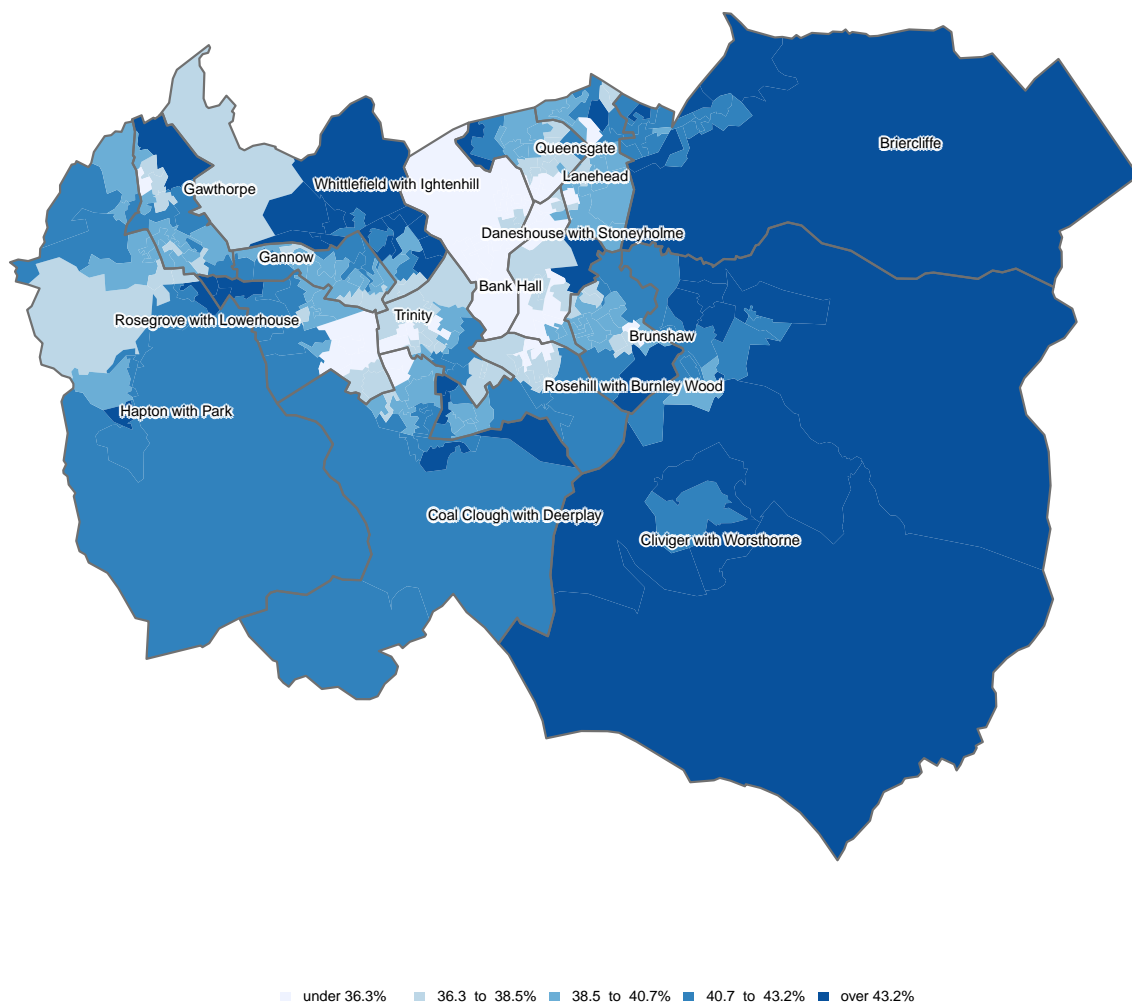 Briercliffe
Queensgate
Lanehead
Whittlefield with Ightenhill
Gawthorpe
Daneshouse with Stoneyholme
Gannow
Bank Hall
Trinity
Rosegrove with Lowerhouse
Brunshaw
Rosehill with Burnley Wood
Hapton with Park
Coal Clough with Deerplay
Cliviger with Worsthorne
under 36.3% 36.3 to 38.5% 38.5 to 40.7% 40.7 to 43.2% over 43.2%